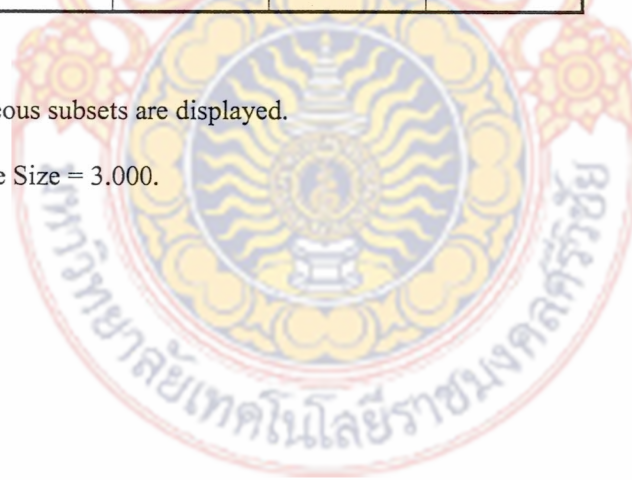 eous subsets are displayed.
e Size = 3.000.
มหาวิทยาลัยเทคโนโลยีราชมงคลศรีวิชัย